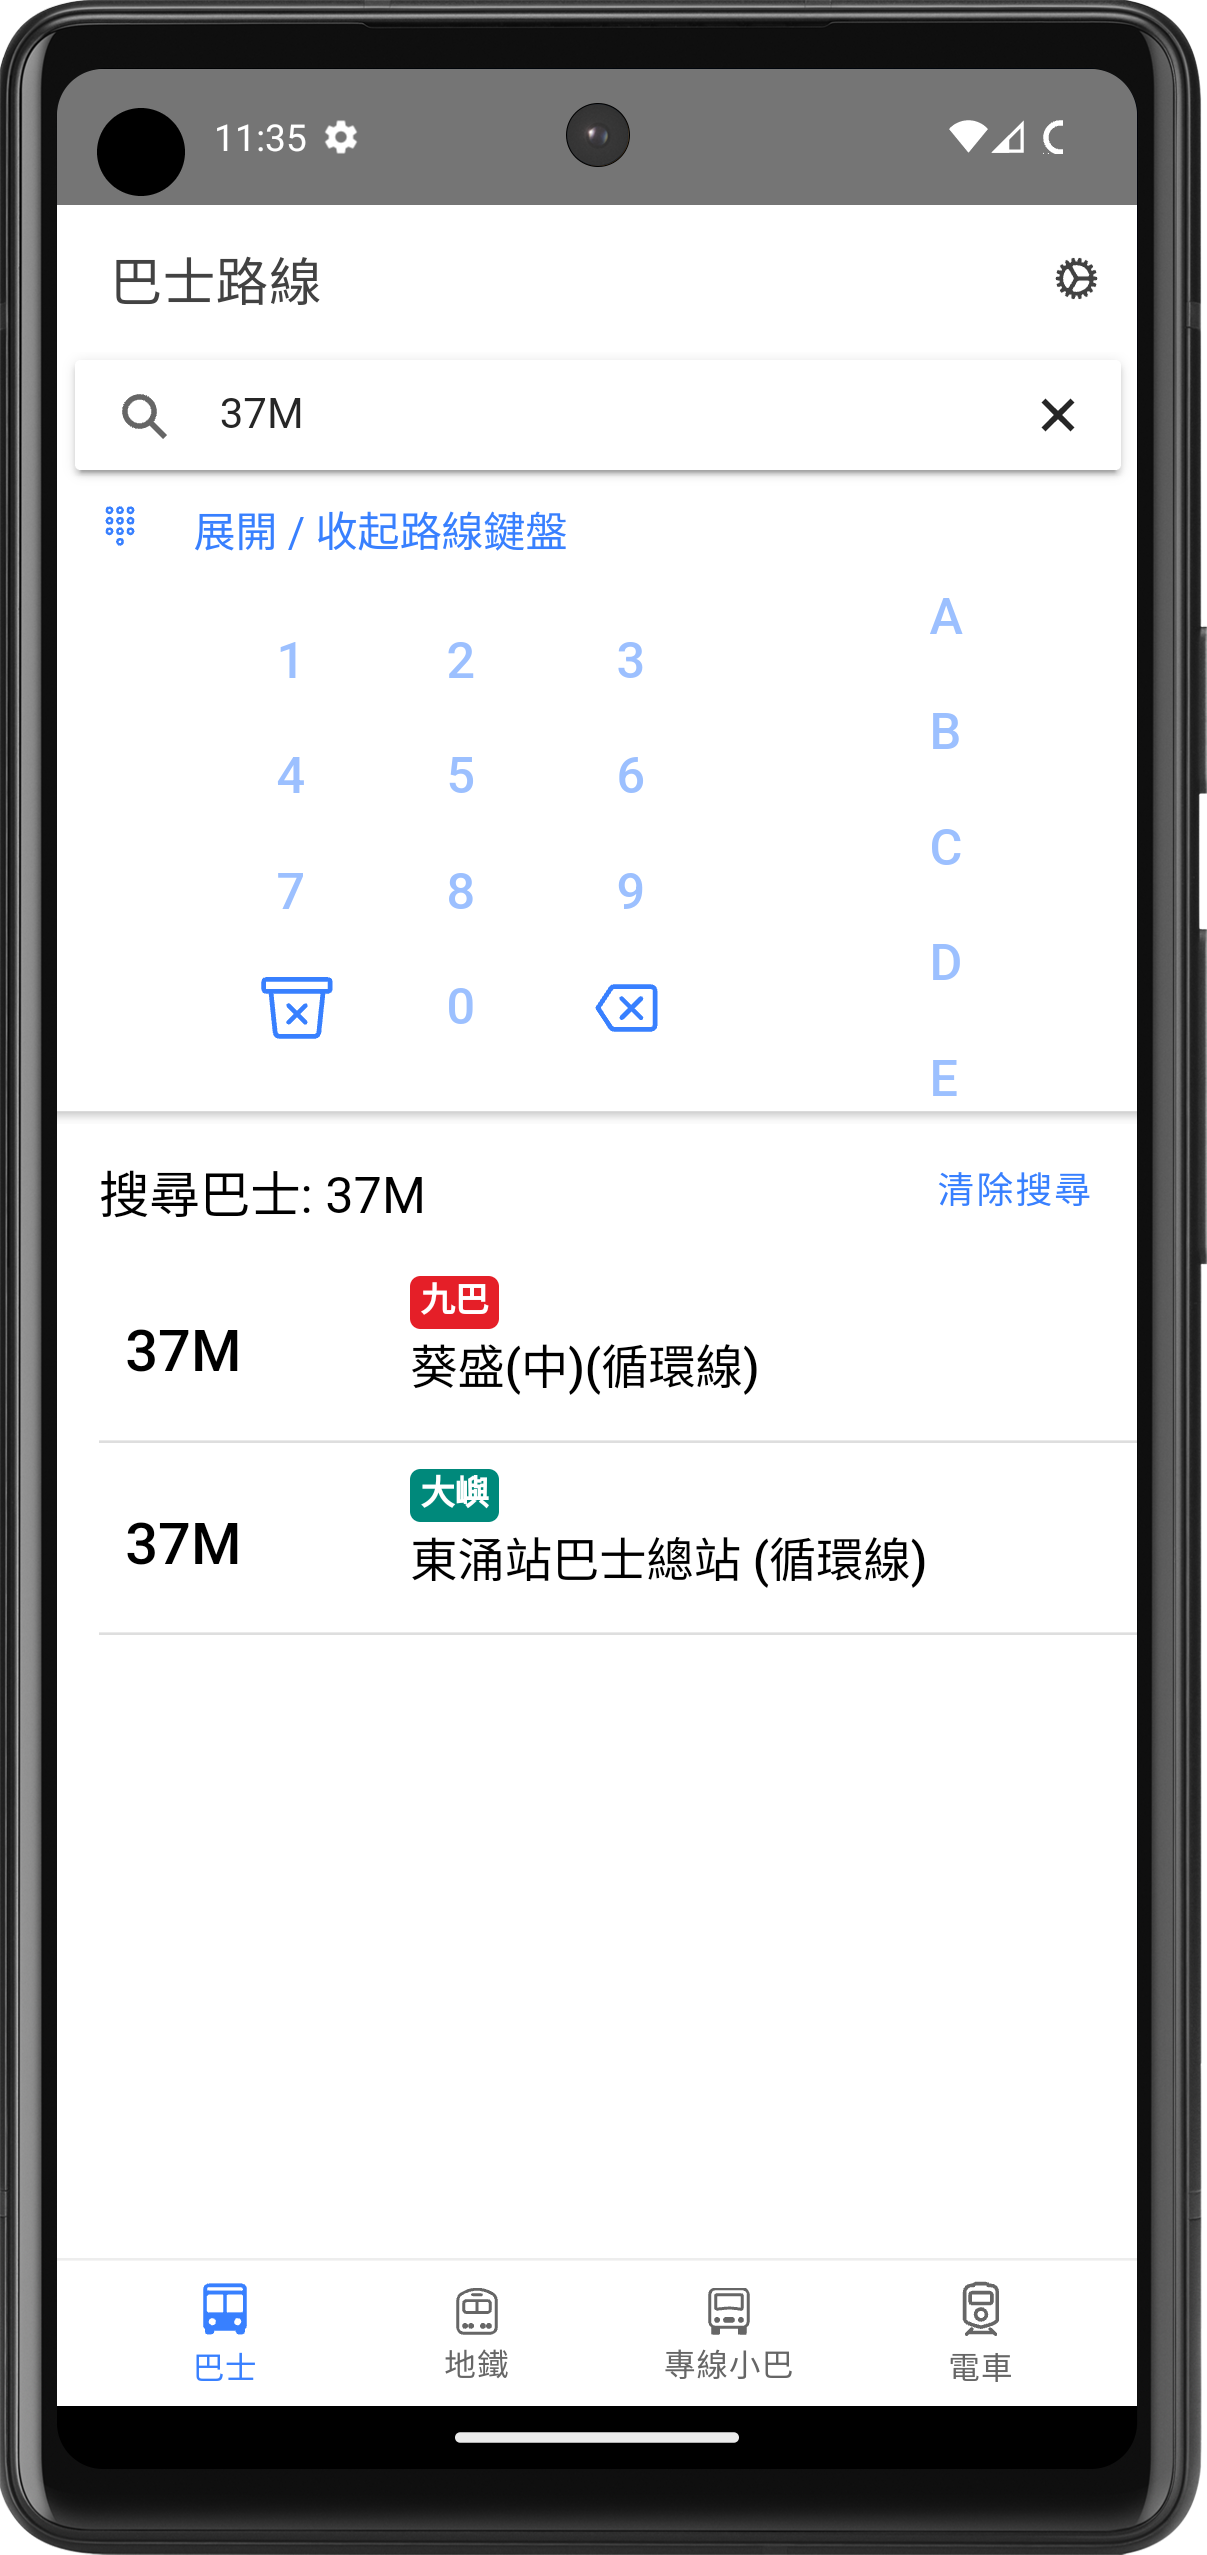 11:35
巴士路線
37M
展開 / 收起路線鍵盤
A
1 2 3
B
4 5 6
C
7 8 9
D
0
E
搜尋巴士: 37M
清除搜尋
九巴
37M
葵盛(中)(循環線)
大嶼
37M
東涌站巴士總站 (循環線)
巴士 地鐵 專線小巴 電車